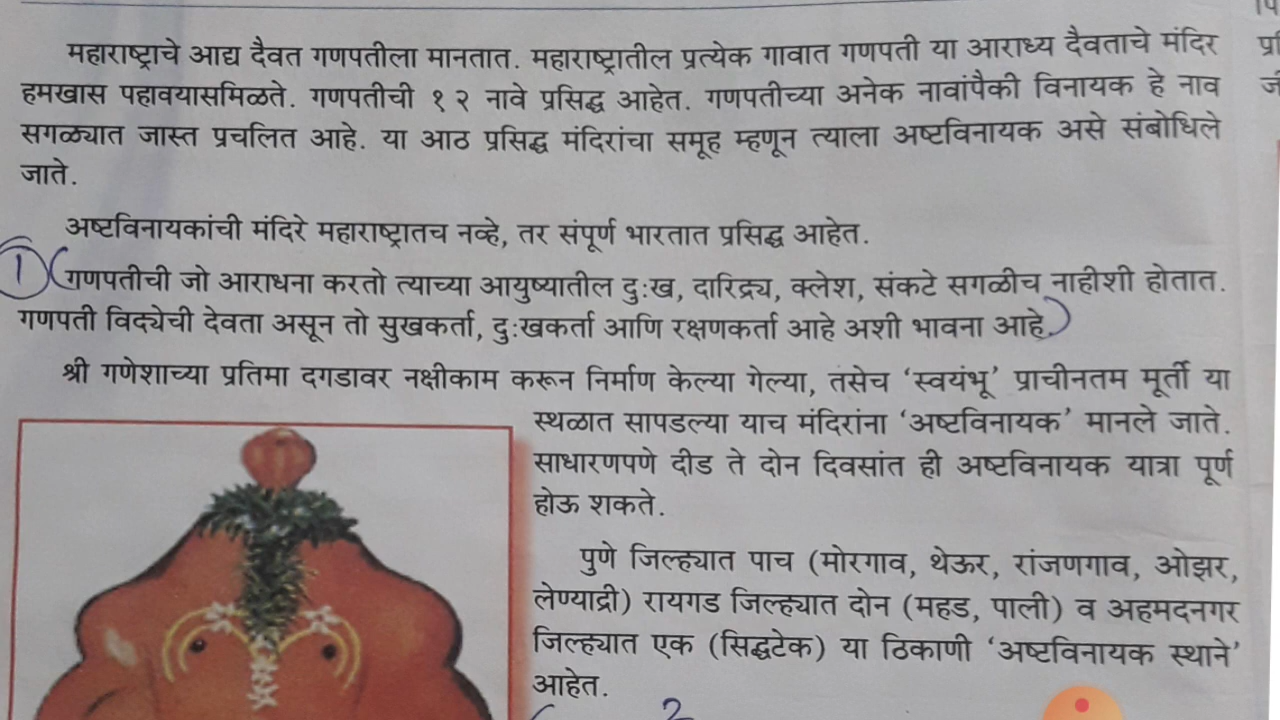 महाराष्ट्राचे आद्य दैवत गणपतीला मानतात. महाराष्ट्रातील प्रत्येक गावात गणपती या आराध्य दैवताचे मंदिर
हमखास पहावयासमिळते. गणपतीची १२ नावे प्रसिद्ध आहेत. गणपतीच्या अनेक नावांपैकी विनायक हे नाव
सगळ्यात जास्त प्रचलित आहे. या आठ प्रसिद्ध मंदिरांचा समूह म्हणून त्याला अष्टविनायक असे संबोधिले
जाते.
अष्टविनायकांची मंदिरे महाराष्ट्रातच नव्हे, तर संपूर्ण भारतात प्रसिद्ध आहेत.
1 (गणपतीची जो आराधना करतो त्याच्या आयुष्यातील दुःख, दारिद्र्य, क्लेश, संकटे सगळीच नाहीशी होतात.
गणपती विद्येची देवता असून तो सुखकर्ता, दुःखकर्ता आणि रक्षणकर्ता आहे अशी भावना आहे.)
श्री गणेशाच्या प्रतिमा दगडावर नक्षीकाम करून निर्माण केल्या गेल्या, तसेच ‘स्वयंभू’ प्राचीनतम मूर्ती या
स्थळात सापडल्या याच मंदिरांना ‘अष्टविनायक’ मानले जाते.
साधारणपणे दीड ते दोन दिवसांत ही अष्टविनायक यात्रा पूर्ण
होऊ शकते.
पुणे जिल्ह्यात पाच (मोरगाव, थेऊर, रांजणगाव, ओझर,
लेण्याद्री) रायगड जिल्ह्यात दोन (महड, पाली) व अहमदनगर
जिल्ह्यात एक (सिद्धटेक) या ठिकाणी ‘अष्टविनायक स्थाने’
आहेत.
2